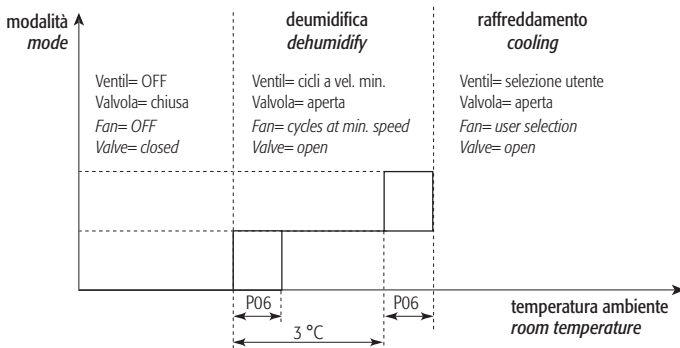 modalità
mode
deumidifica
dehumidify
raffreddamento
cooling
Ventil= OFF
Valvola= chiusa
Fan= OFF
Valve= closed
Ventil= cicli a vel. min.
Valvola= aperta
Fan= cycles at min. speed
Valve= open
Ventil= selezione utente
Valvola= aperta
Fan= user selection
Valve= open
P06
P06
3 °C
temperatura ambiente
room temperature